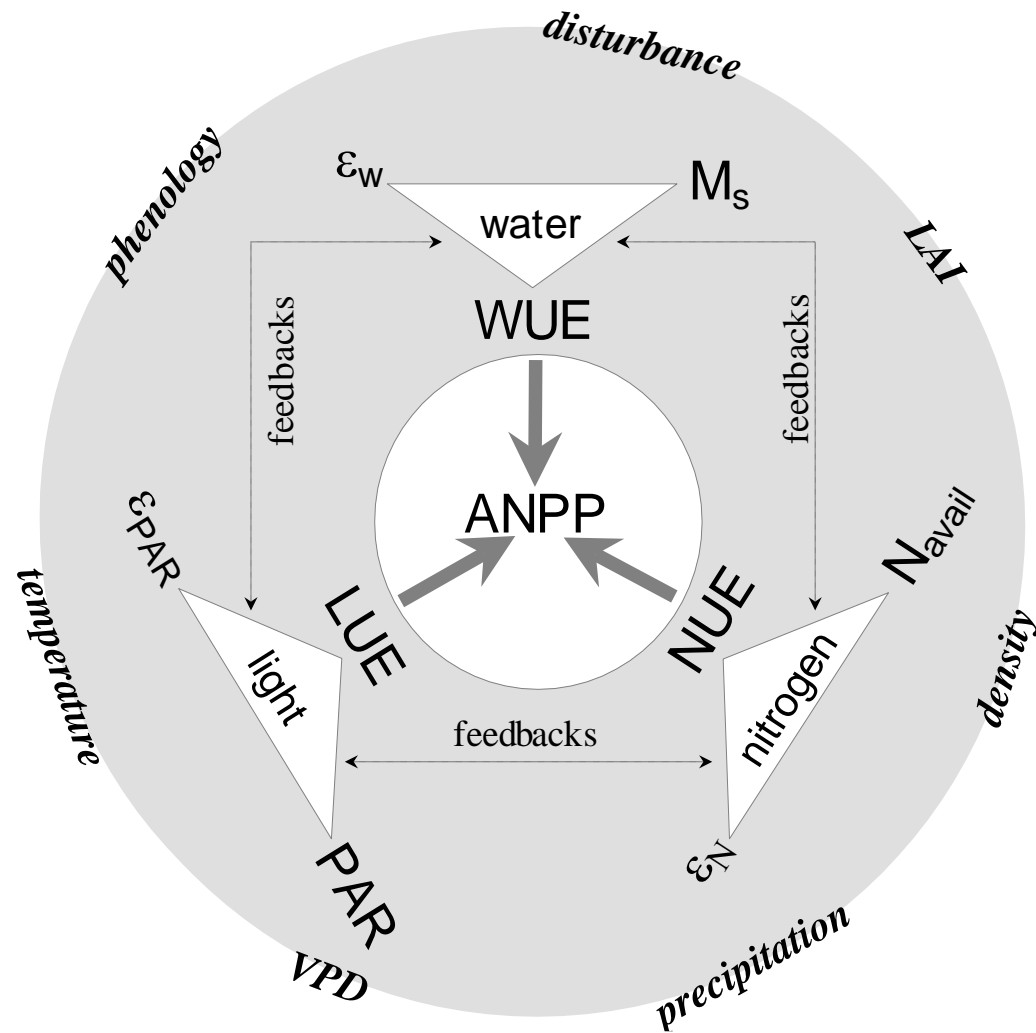 disturbance
phenology
εw
Ms
water
LAI
WUE
feedbacks
feedbacks
ANPP
εPAR
Navail
LUE
NUE
light
nitrogen
temperature
density
feedbacks
PAR
εN
VPD
precipitation